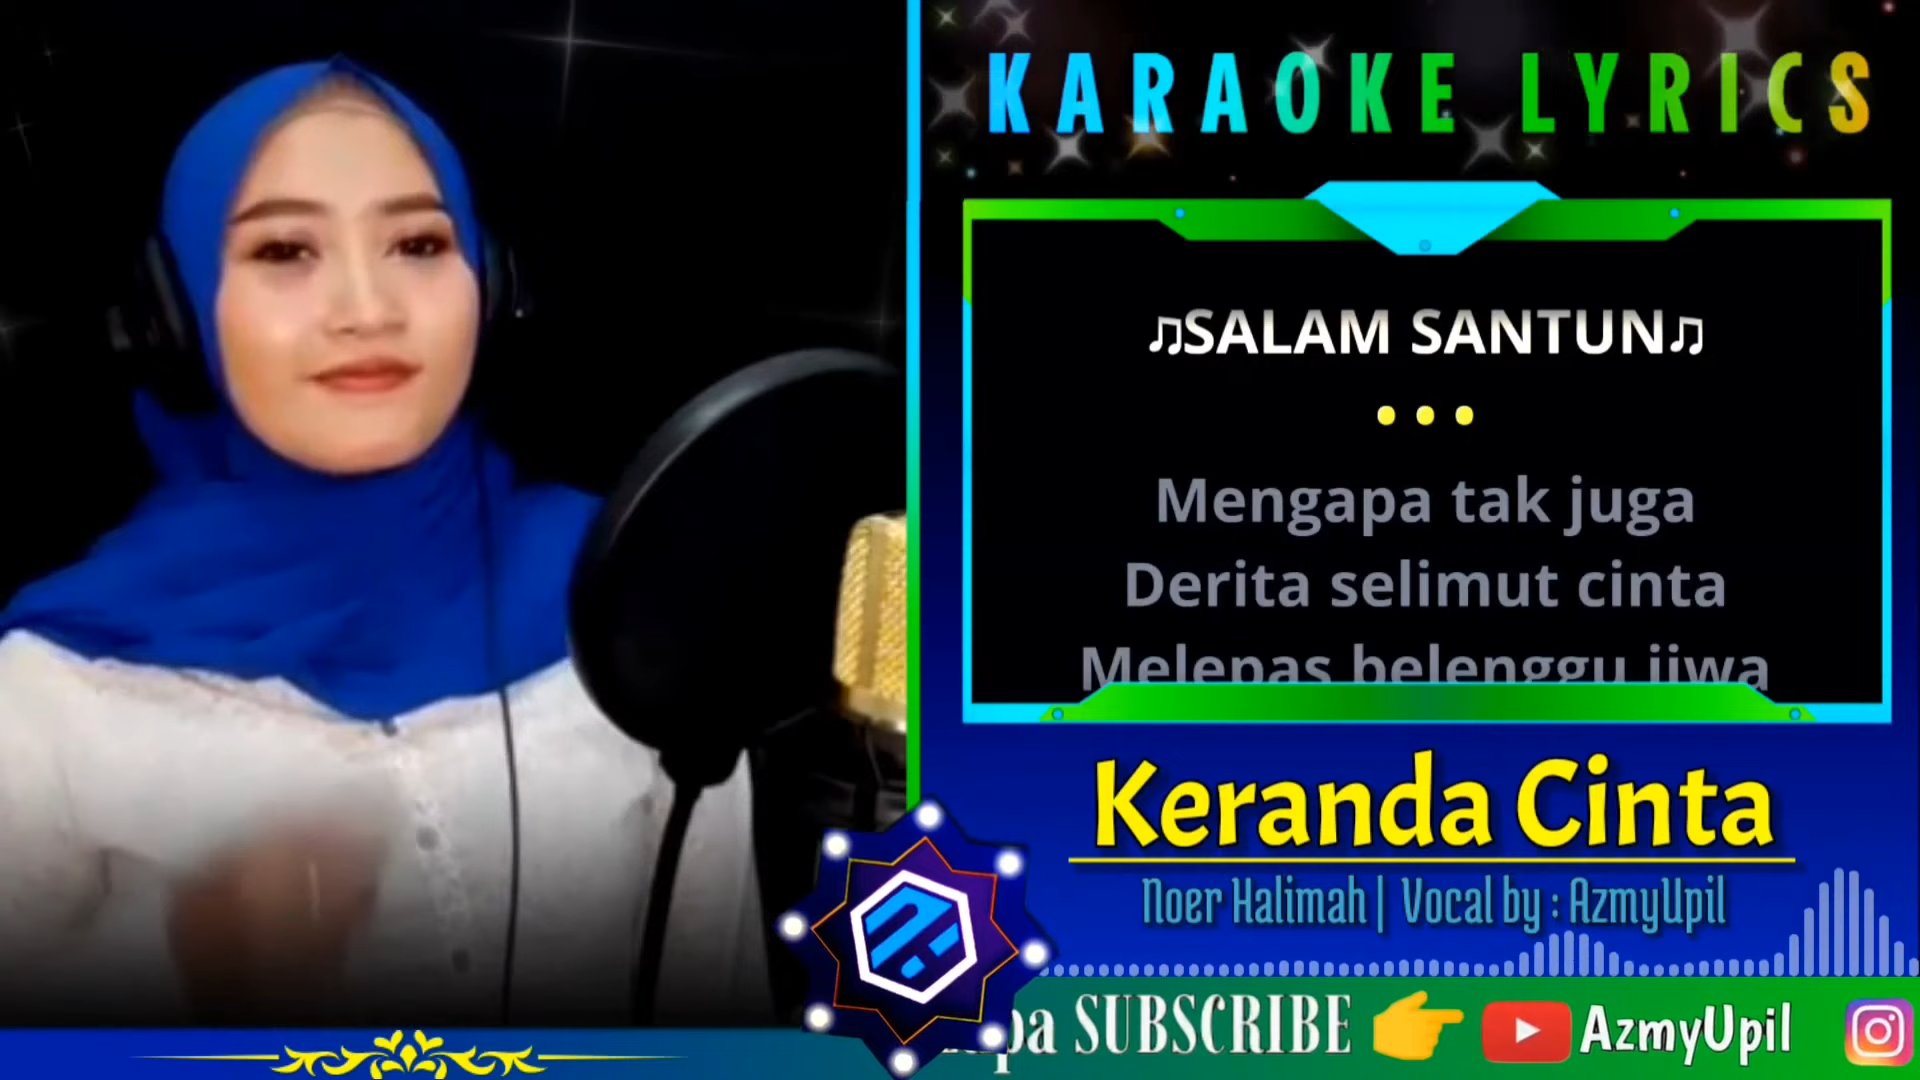 KARAOKE LYRICS
♫SALAM SANTUN♫
• • •
Mengapa tak juga
Derita selimut cinta
Melepas belenggu jiwa
Keranda Cinta
Noer Halimah | Vocal by : AzmyUpil
pa SUBSCRIBE 👉 AzmyUpil